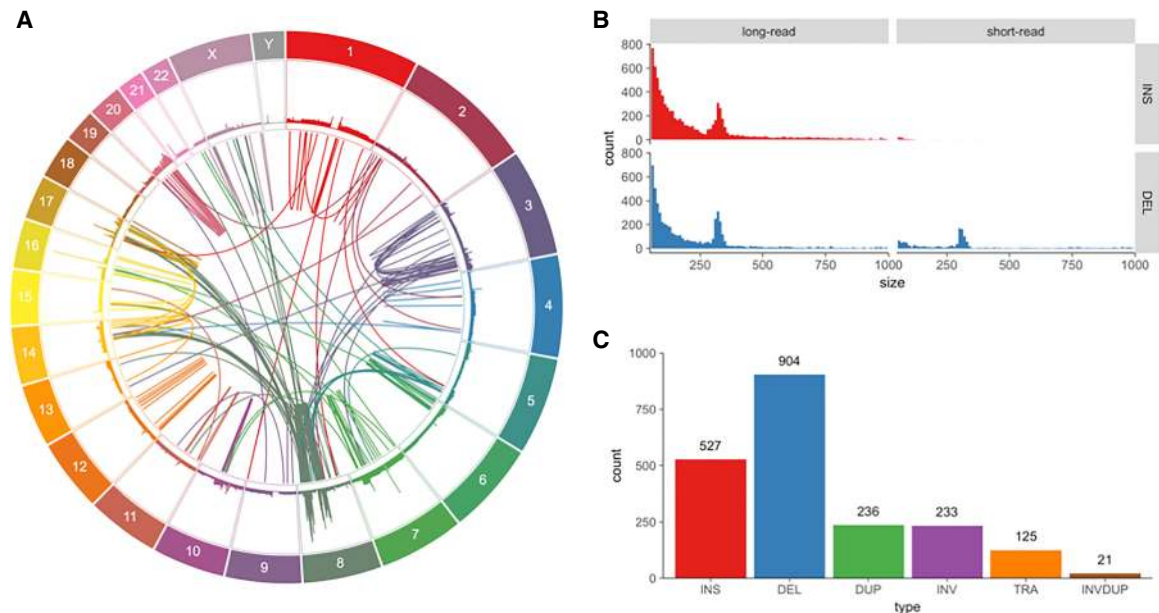 A
1
2
3
4
5
6
7
8
9
10
11
12
13
14
15
16
17
18
19
20
21
22
X
Y
B
long-read
short-read
800
600
400
200
0
INS
count
800
600
400
200
0
DEL
250
500
750
1000
250
500
750
1000
size
C
1000
750
500
250
0
count
527
904
236
233
125
21
INS
DEL
DUP
INV
TRA
INVDUP
type